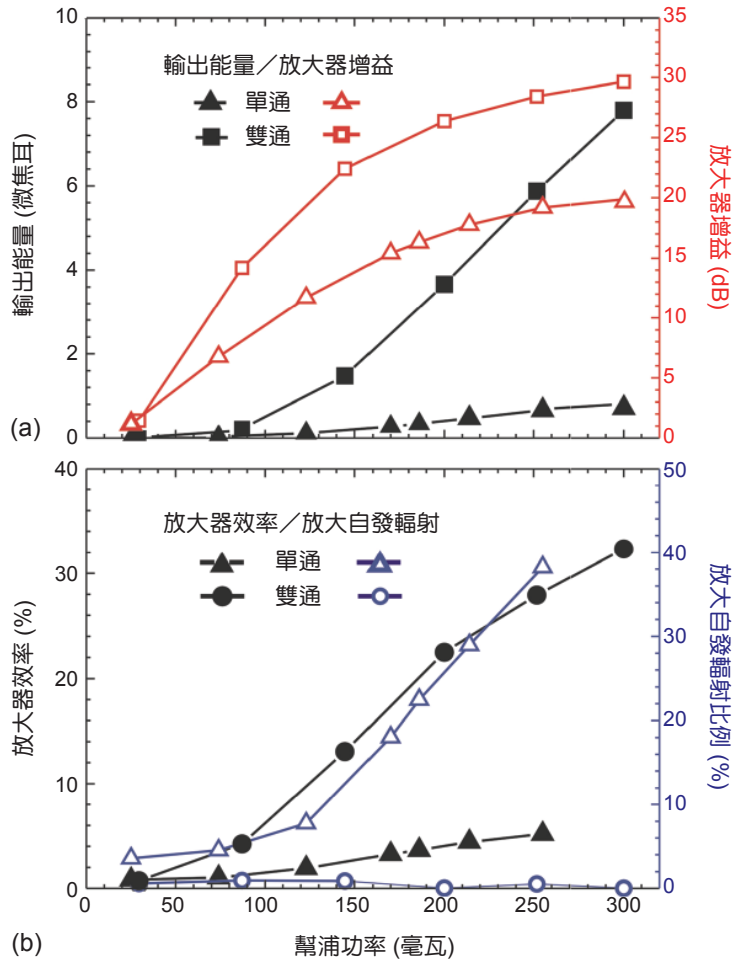 輸出能量／放大器增益
單通
雙通
10
8
6
4
2
0
輸出能量 (微焦耳)
35
30
25
20
15
10
5
0
放大器增益 (dB)
(a)
放大器效率／放大自發輻射
單通
雙通
40
30
20
10
0
放大器效率 (%)
50
40
30
20
10
0
放大自發輻射比例 (%)
0 50 100 150 200 250 300
幫浦功率 (毫瓦)
(b)